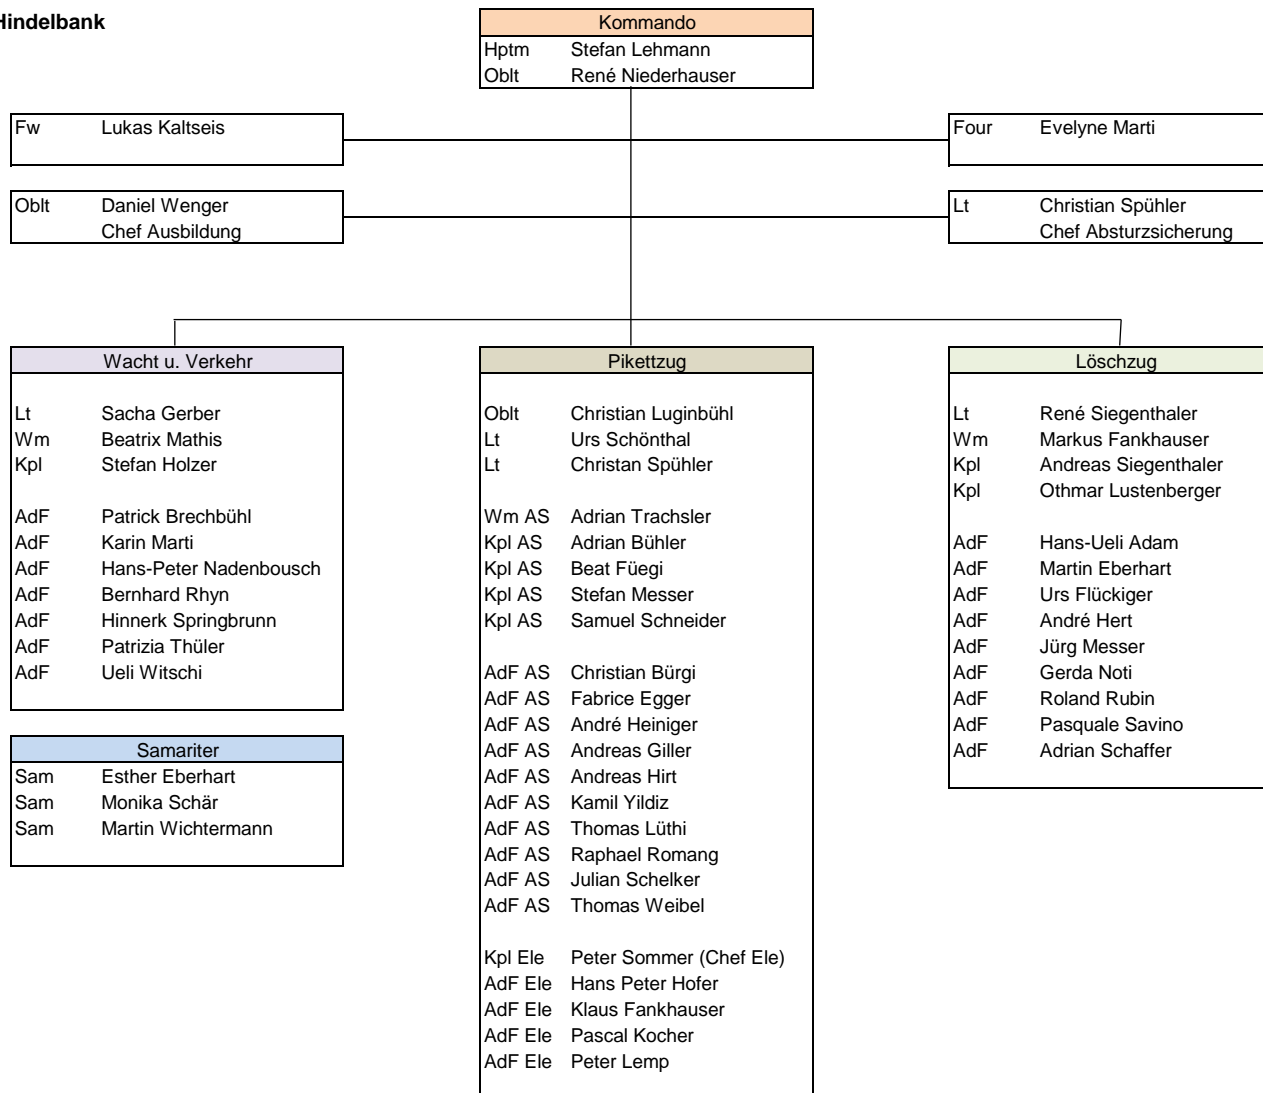 Hindelbank
Kommando
Hptm Stefan Lehmann
Oblt René Niederhauser
Fw Lukas Kaltseis
Four Evelyne Marti
Oblt Daniel Wenger
Chef Ausbildung
Lt Christian Spühler
Chef Absturzsicherung
Wacht u. Verkehr
Lt Sacha Gerber
Wm Beatrix Mathis
Kpl Stefan Holzer
AdF Patrick Brechbühl
AdF Karin Marti
AdF Hans-Peter Nadenbousch
AdF Bernhard Rhyn
AdF Hinnerk Springbrunn
AdF Patrizia Thüler
AdF Ueli Witschi
Samariter
Sam Esther Eberhart
Sam Monika Schär
Sam Martin Wichtermann
Pikettzug
Oblt Christian Luginbühl
Lt Urs Schönthal
Lt Christan Spühler
Wm AS Adrian Trachsler
Kpl AS Adrian Bühler
Kpl AS Beat Füegi
Kpl AS Stefan Messer
Kpl AS Samuel Schneider
AdF AS Christian Bürgi
AdF AS Fabrice Egger
AdF AS André Heiniger
AdF AS Andreas Giller
AdF AS Andreas Hirt
AdF AS Kamil Yildiz
AdF AS Thomas Lüthi
AdF AS Raphael Romang
AdF AS Julian Schelker
AdF AS Thomas Weibel
Kpl Ele Peter Sommer (Chef Ele)
AdF Ele Hans Peter Hofer
AdF Ele Klaus Fankhauser
AdF Ele Pascal Kocher
AdF Ele Peter Lemp
Löschzug
Lt René Siegenthaler
Wm Markus Fankhauser
Kpl Andreas Siegenthaler
Kpl Othmar Lustenberger
AdF Hans-Ueli Adam
AdF Martin Eberhart
AdF Urs Flückiger
AdF André Hert
AdF Jürg Messer
AdF Gerda Noti
AdF Roland Rubin
AdF Pasquale Savino
AdF Adrian Schaffer